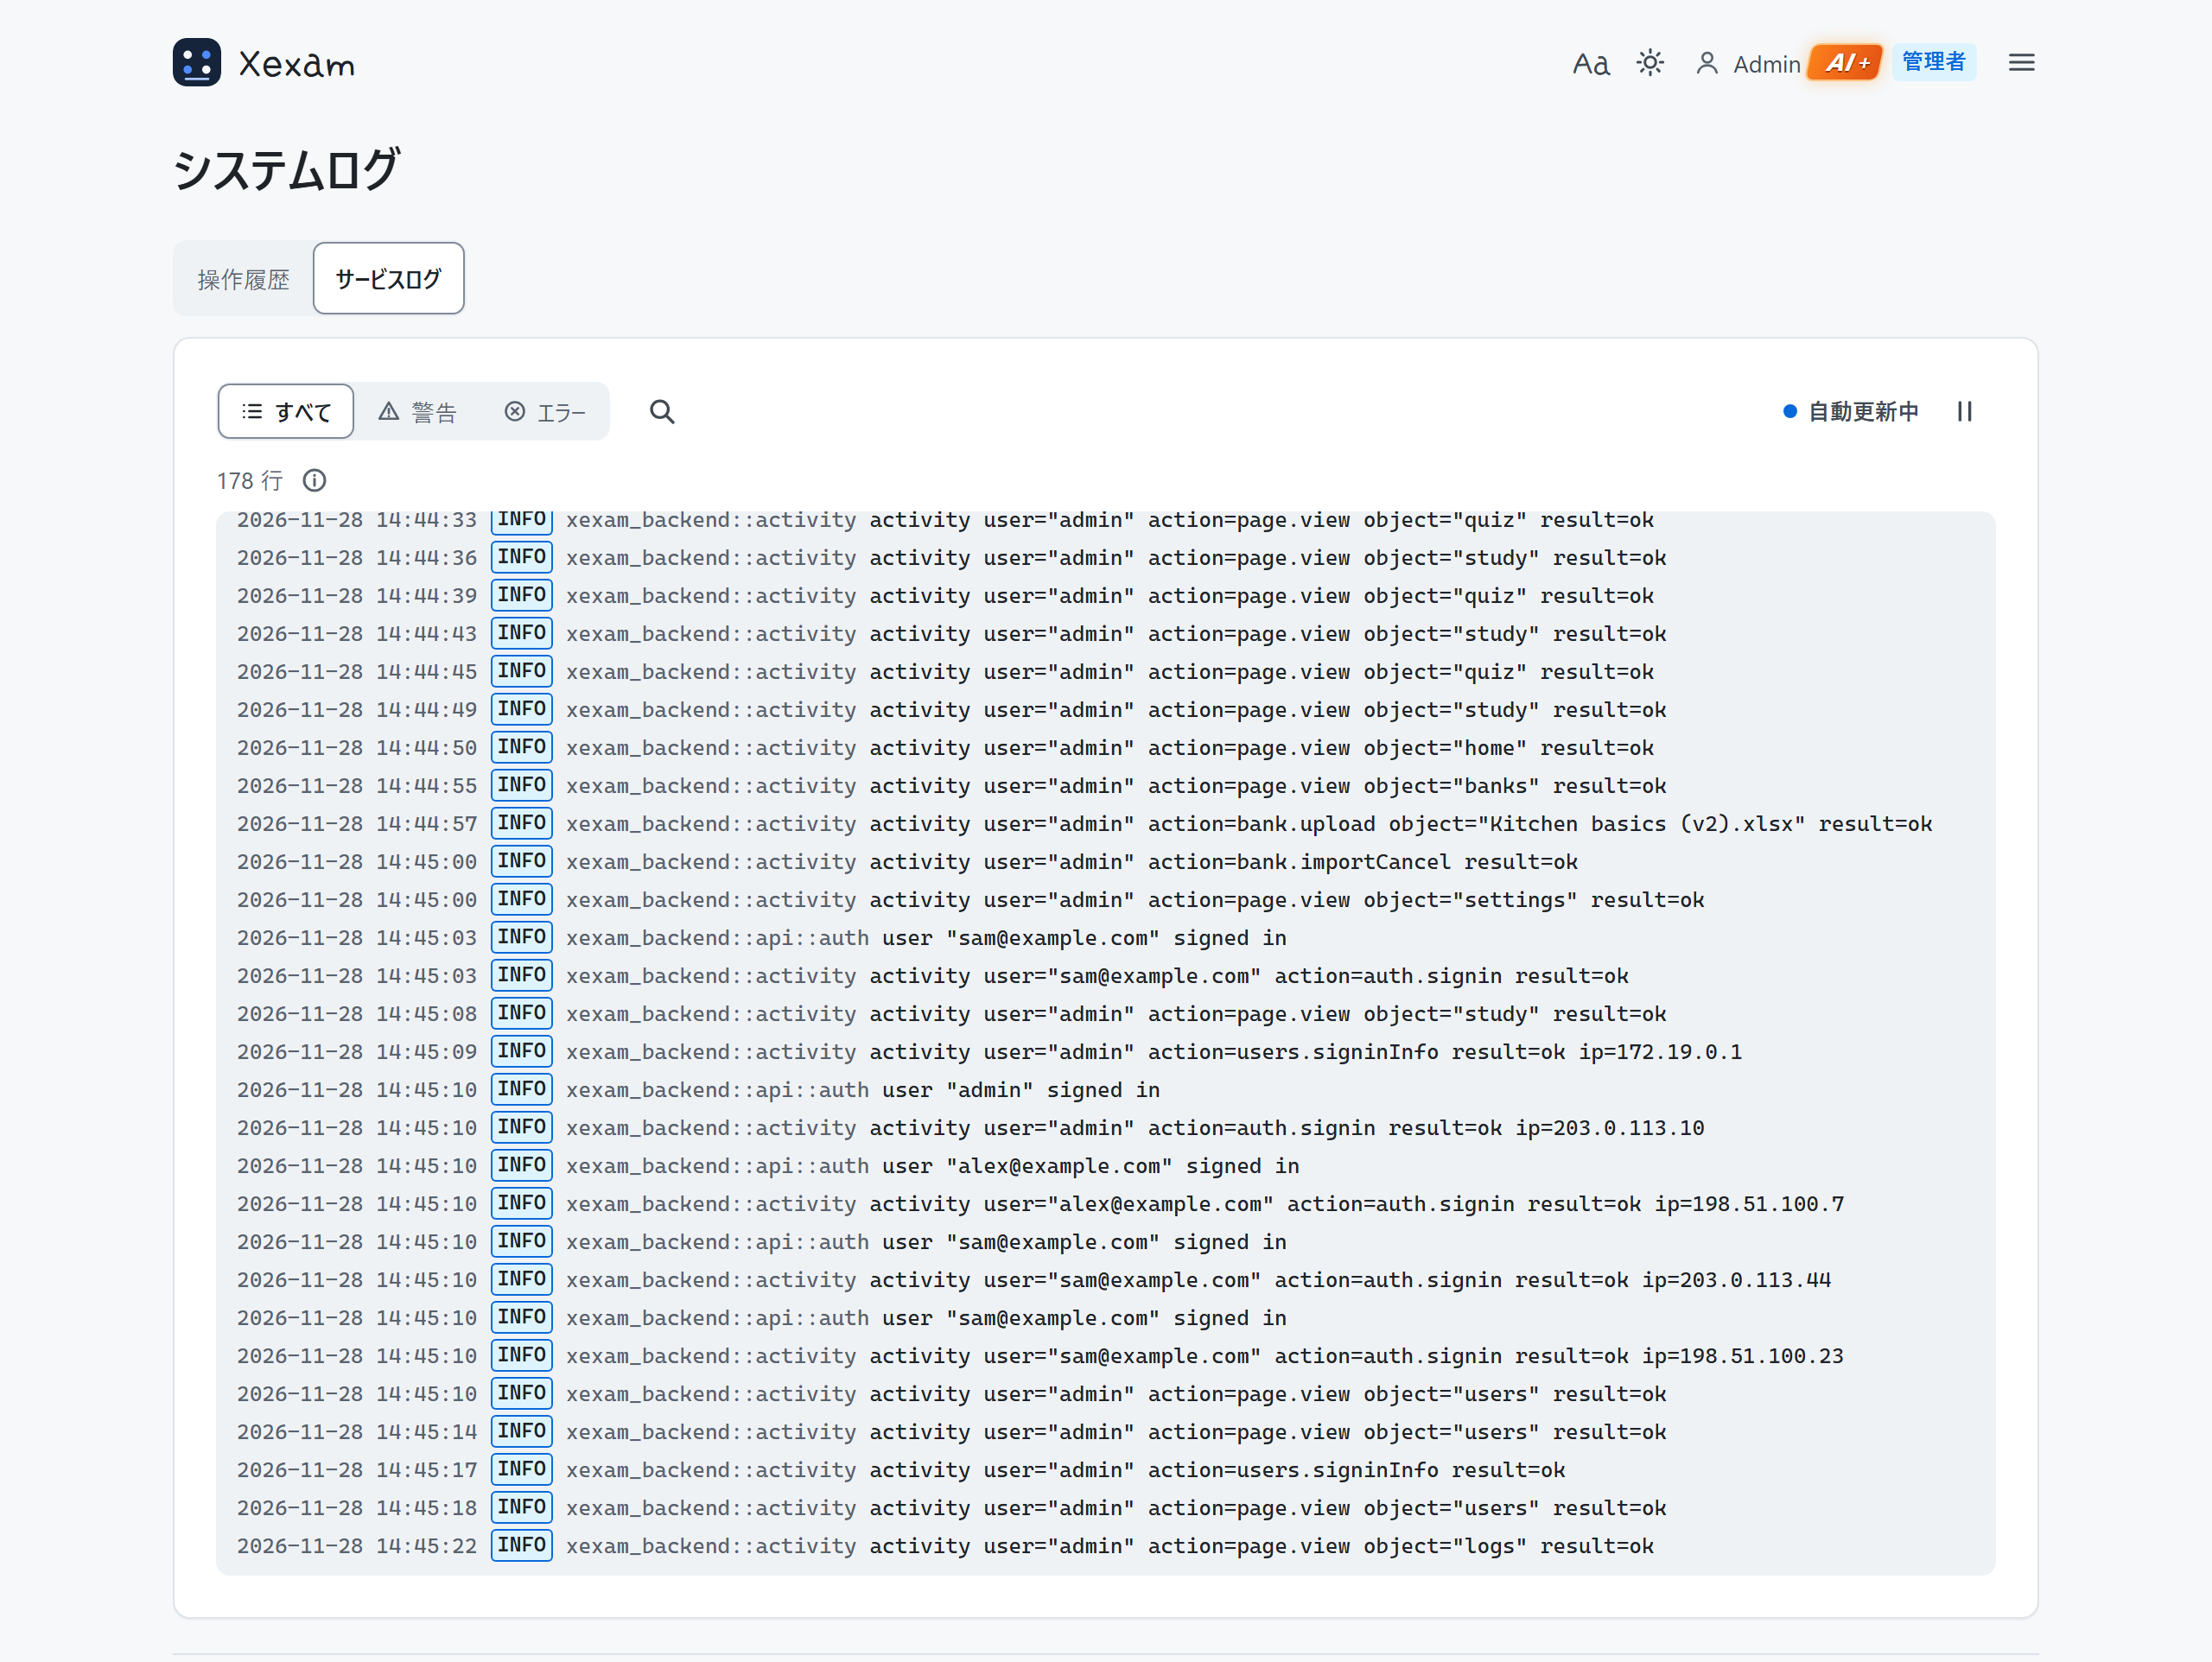 Xexam
Aa Admin AI+ 管理者
システムログ
操作履歴 サービスログ
すべて 警告 エラー 自動更新中
178 行
2026-11-28 14:44:33 INFO xexam_backend::activity activity user="admin" action=page.view object="quiz" result=ok
2026-11-28 14:44:36 INFO xexam_backend::activity activity user="admin" action=page.view object="study" result=ok
2026-11-28 14:44:39 INFO xexam_backend::activity activity user="admin" action=page.view object="quiz" result=ok
2026-11-28 14:44:43 INFO xexam_backend::activity activity user="admin" action=page.view object="study" result=ok
2026-11-28 14:44:45 INFO xexam_backend::activity activity user="admin" action=page.view object="quiz" result=ok
2026-11-28 14:44:49 INFO xexam_backend::activity activity user="admin" action=page.view object="study" result=ok
2026-11-28 14:44:50 INFO xexam_backend::activity activity user="admin" action=page.view object="home" result=ok
2026-11-28 14:44:55 INFO xexam_backend::activity activity user="admin" action=page.view object="banks" result=ok
2026-11-28 14:44:57 INFO xexam_backend::activity activity user="admin" action=bank.upload object="Kitchen basics (v2).xlsx" result=ok
2026-11-28 14:45:00 INFO xexam_backend::activity activity user="admin" action=bank.importCancel result=ok
2026-11-28 14:45:00 INFO xexam_backend::activity activity user="admin" action=page.view object="settings" result=ok
2026-11-28 14:45:03 INFO xexam_backend::api::auth user "sam@example.com" signed in
2026-11-28 14:45:03 INFO xexam_backend::activity activity user="sam@example.com" action=auth.signin result=ok
2026-11-28 14:45:08 INFO xexam_backend::activity activity user="admin" action=page.view object="study" result=ok
2026-11-28 14:45:09 INFO xexam_backend::activity activity user="admin" action=users.signinInfo result=ok ip=172.19.0.1
2026-11-28 14:45:10 INFO xexam_backend::api::auth user "admin" signed in
2026-11-28 14:45:10 INFO xexam_backend::activity activity user="admin" action=auth.signin result=ok ip=203.0.113.10
2026-11-28 14:45:10 INFO xexam_backend::api::auth user "alex@example.com" signed in
2026-11-28 14:45:10 INFO xexam_backend::activity activity user="alex@example.com" action=auth.signin result=ok ip=198.51.100.7
2026-11-28 14:45:10 INFO xexam_backend::api::auth user "sam@example.com" signed in
2026-11-28 14:45:10 INFO xexam_backend::activity activity user="sam@example.com" action=auth.signin result=ok ip=203.0.113.44
2026-11-28 14:45:10 INFO xexam_backend::api::auth user "sam@example.com" signed in
2026-11-28 14:45:10 INFO xexam_backend::activity activity user="sam@example.com" action=auth.signin result=ok ip=198.51.100.23
2026-11-28 14:45:10 INFO xexam_backend::activity activity user="admin" action=page.view object="users" result=ok
2026-11-28 14:45:14 INFO xexam_backend::activity activity user="admin" action=page.view object="users" result=ok
2026-11-28 14:45:17 INFO xexam_backend::activity activity user="admin" action=users.signinInfo result=ok
2026-11-28 14:45:18 INFO xexam_backend::activity activity user="admin" action=page.view object="users" result=ok
2026-11-28 14:45:22 INFO xexam_backend::activity activity user="admin" action=page.view object="logs" result=ok